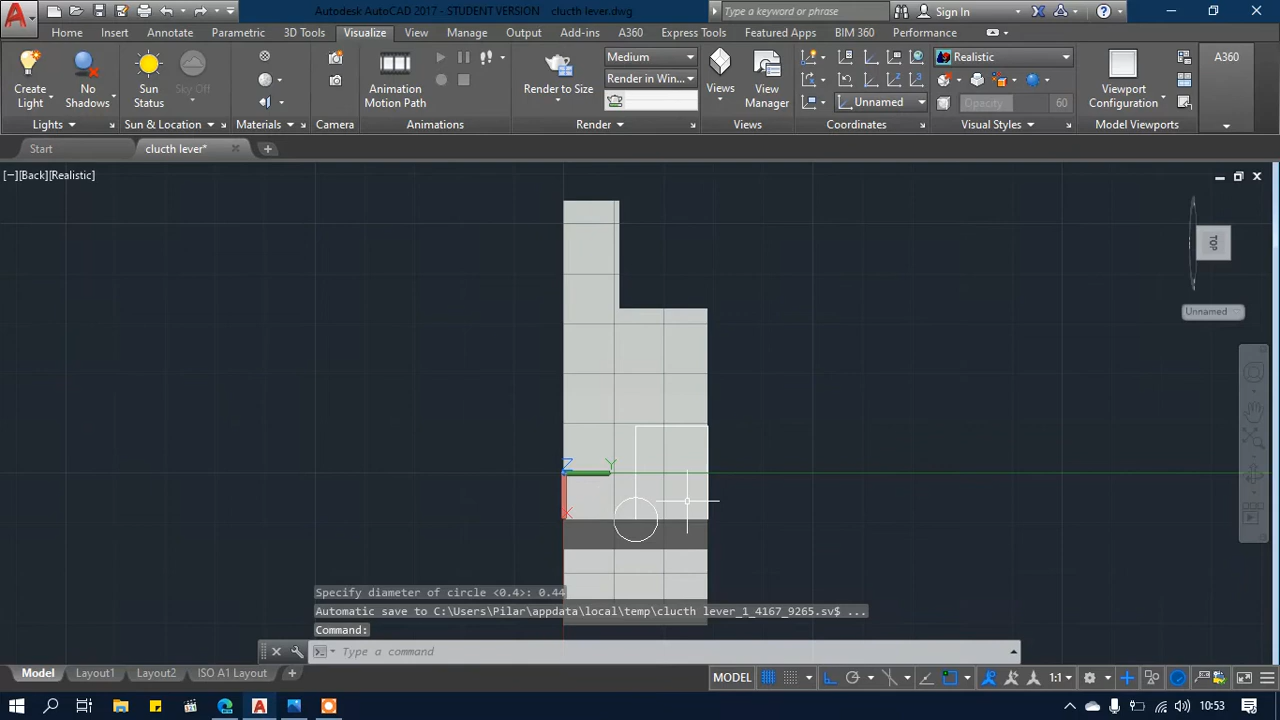 Autodesk AutoCAD 2017 - STUDENT VERSION clucth lever.dwg
Type a keyword or phrase
Sign In
Home Insert Annotate Parametric 3D Tools Visualize View Manage Output Add-ins A360 Express Tools Featured Apps BIM 360 Performance
Create Light
No Shadows
Sun Status
Sky Off
Animation Motion Path
Render to Size
Medium
Render in Win...
Views
View Manager
Unnamed
Realistic
Opacity 60
Viewport Configuration
A360
Lights
Sun & Location
Materials
Camera
Animations
Render
Views
Coordinates
Visual Styles
Model Viewports
Start
clucth lever*
[−][Back][Realistic]
TOP
Unnamed
Z
Y
X
Specify diameter of circle <0.4>: 0.44
Automatic save to C:\Users\Pilar\appdata\local\temp\clucth lever_1_4167_9265.sv$ ...
Command:
Type a command
Model Layout1 Layout2 ISO A1 Layout
MODEL
1:1
10:53